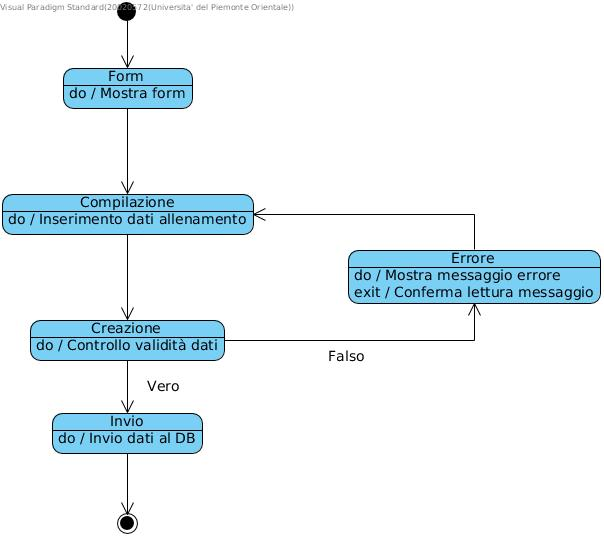 Visual Paradigm Standard(20020572(Universita' del Piemonte Orientale))
Form
do / Mostra form
Compilazione
do / Inserimento dati allenamento
Errore
do / Mostra messaggio errore
exit / Conferma lettura messaggio
Creazione
do / Controllo validità dati
Falso
Vero
Invio
do / Invio dati al DB